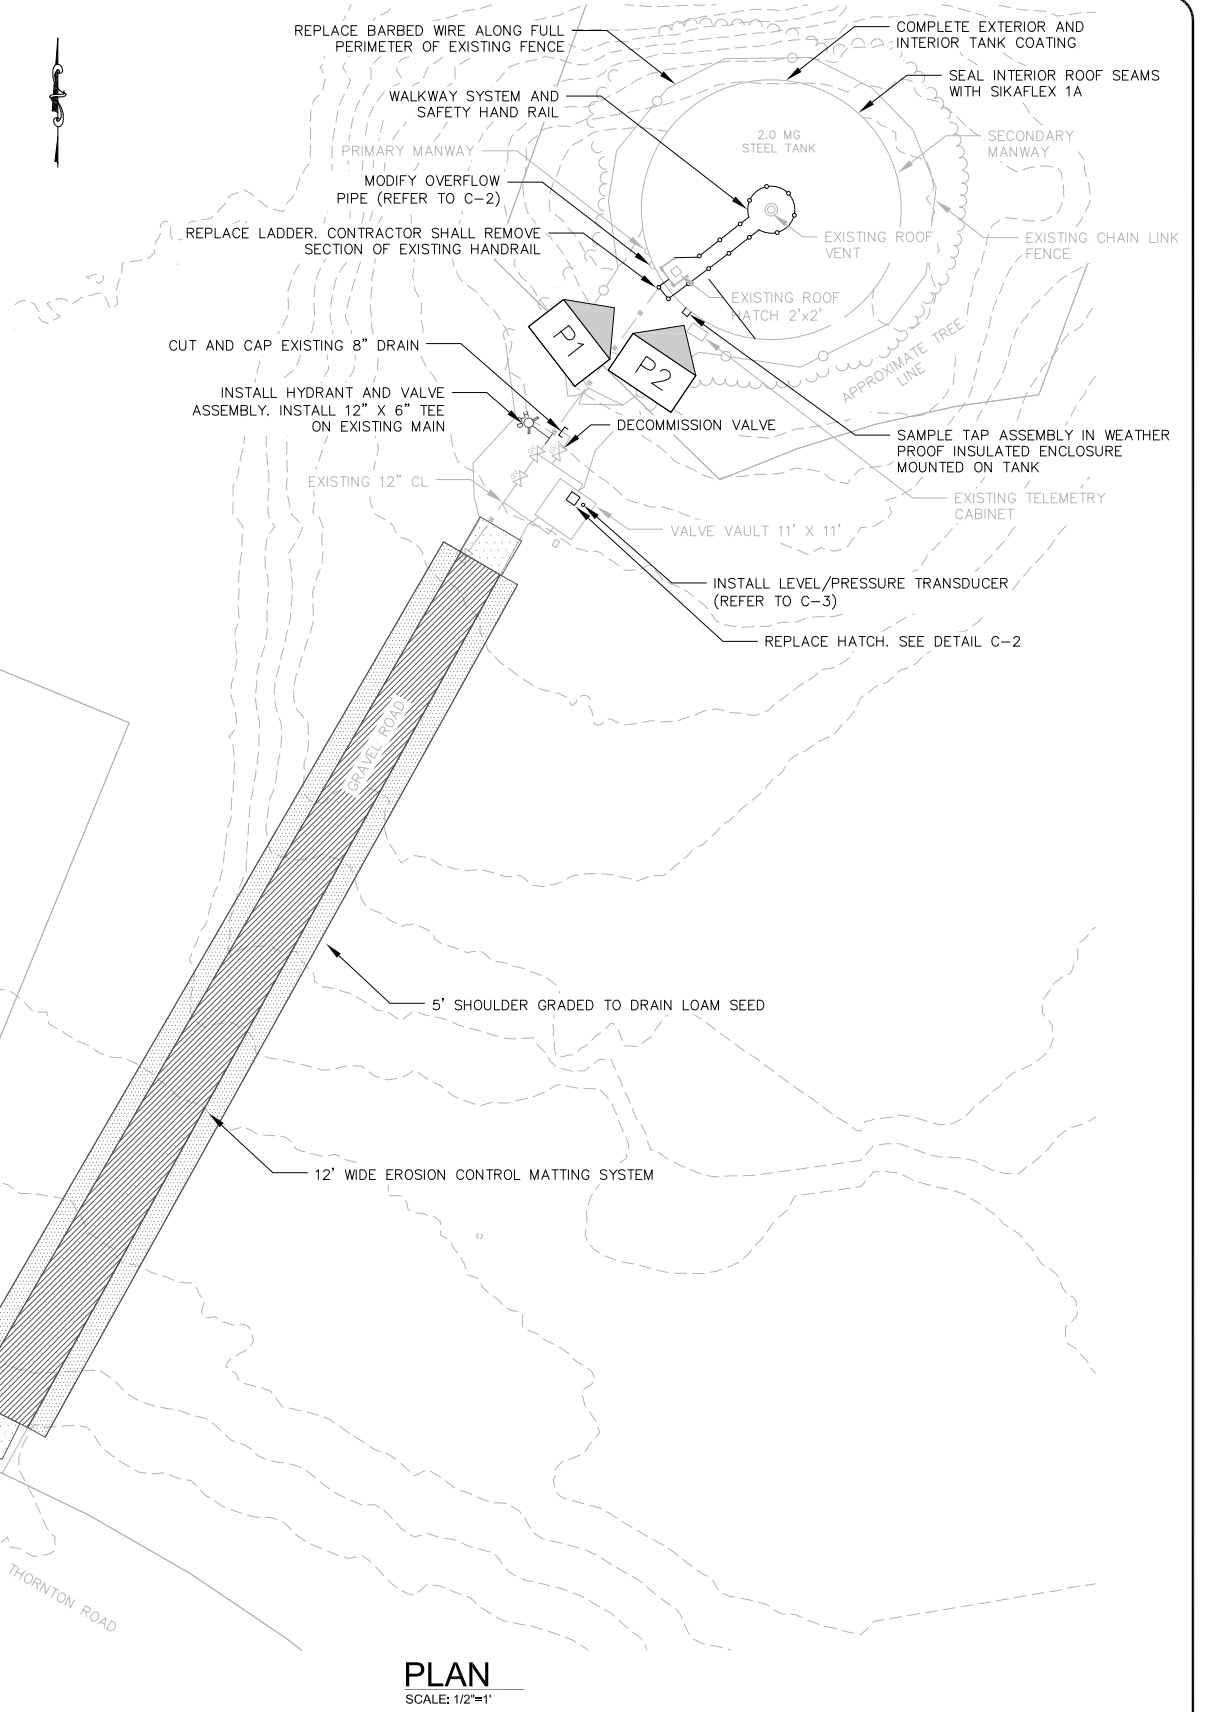 REPLACE BARBED WIRE ALONG FULL
PERIMETER OF EXISTING FENCE
COMPLETE EXTERIOR AND
INTERIOR TANK COATING
SEAL INTERIOR ROOF SEAMS
WITH SIKAFLEX 1A
WALKWAY SYSTEM AND
SAFETY HAND RAIL
2.0 MG
STEEL TANK
SECONDARY
MANWAY
PRIMARY MANWAY
MODIFY OVERFLOW
PIPE (REFER TO C-2)
REPLACE LADDER. CONTRACTOR SHALL REMOVE
SECTION OF EXISTING HANDRAIL
EXISTING ROOF
VENT
EXISTING CHAIN LINK
FENCE
EXISTING ROOF
HATCH 2'x2'
P1
P2
APPROXIMATE TREE
LINE
CUT AND CAP EXISTING 8" DRAIN
INSTALL HYDRANT AND VALVE
ASSEMBLY. INSTALL 12" X 6" TEE
ON EXISTING MAIN
DECOMMISSION VALVE
SAMPLE TAP ASSEMBLY IN WEATHER
PROOF INSULATED ENCLOSURE
MOUNTED ON TANK
GV
GV
GV
EXISTING 12" CL
EXISTING TELEMETRY
CABINET
VALVE VAULT 11' X 11'
INSTALL LEVEL/PRESSURE TRANSDUCER
(REFER TO C-3)
REPLACE HATCH. SEE DETAIL C-2
GRAVEL ROAD
5' SHOULDER GRADED TO DRAIN LOAM SEED
12' WIDE EROSION CONTROL MATTING SYSTEM
THORNTON ROAD
PLAN
SCALE: 1/2"=1'